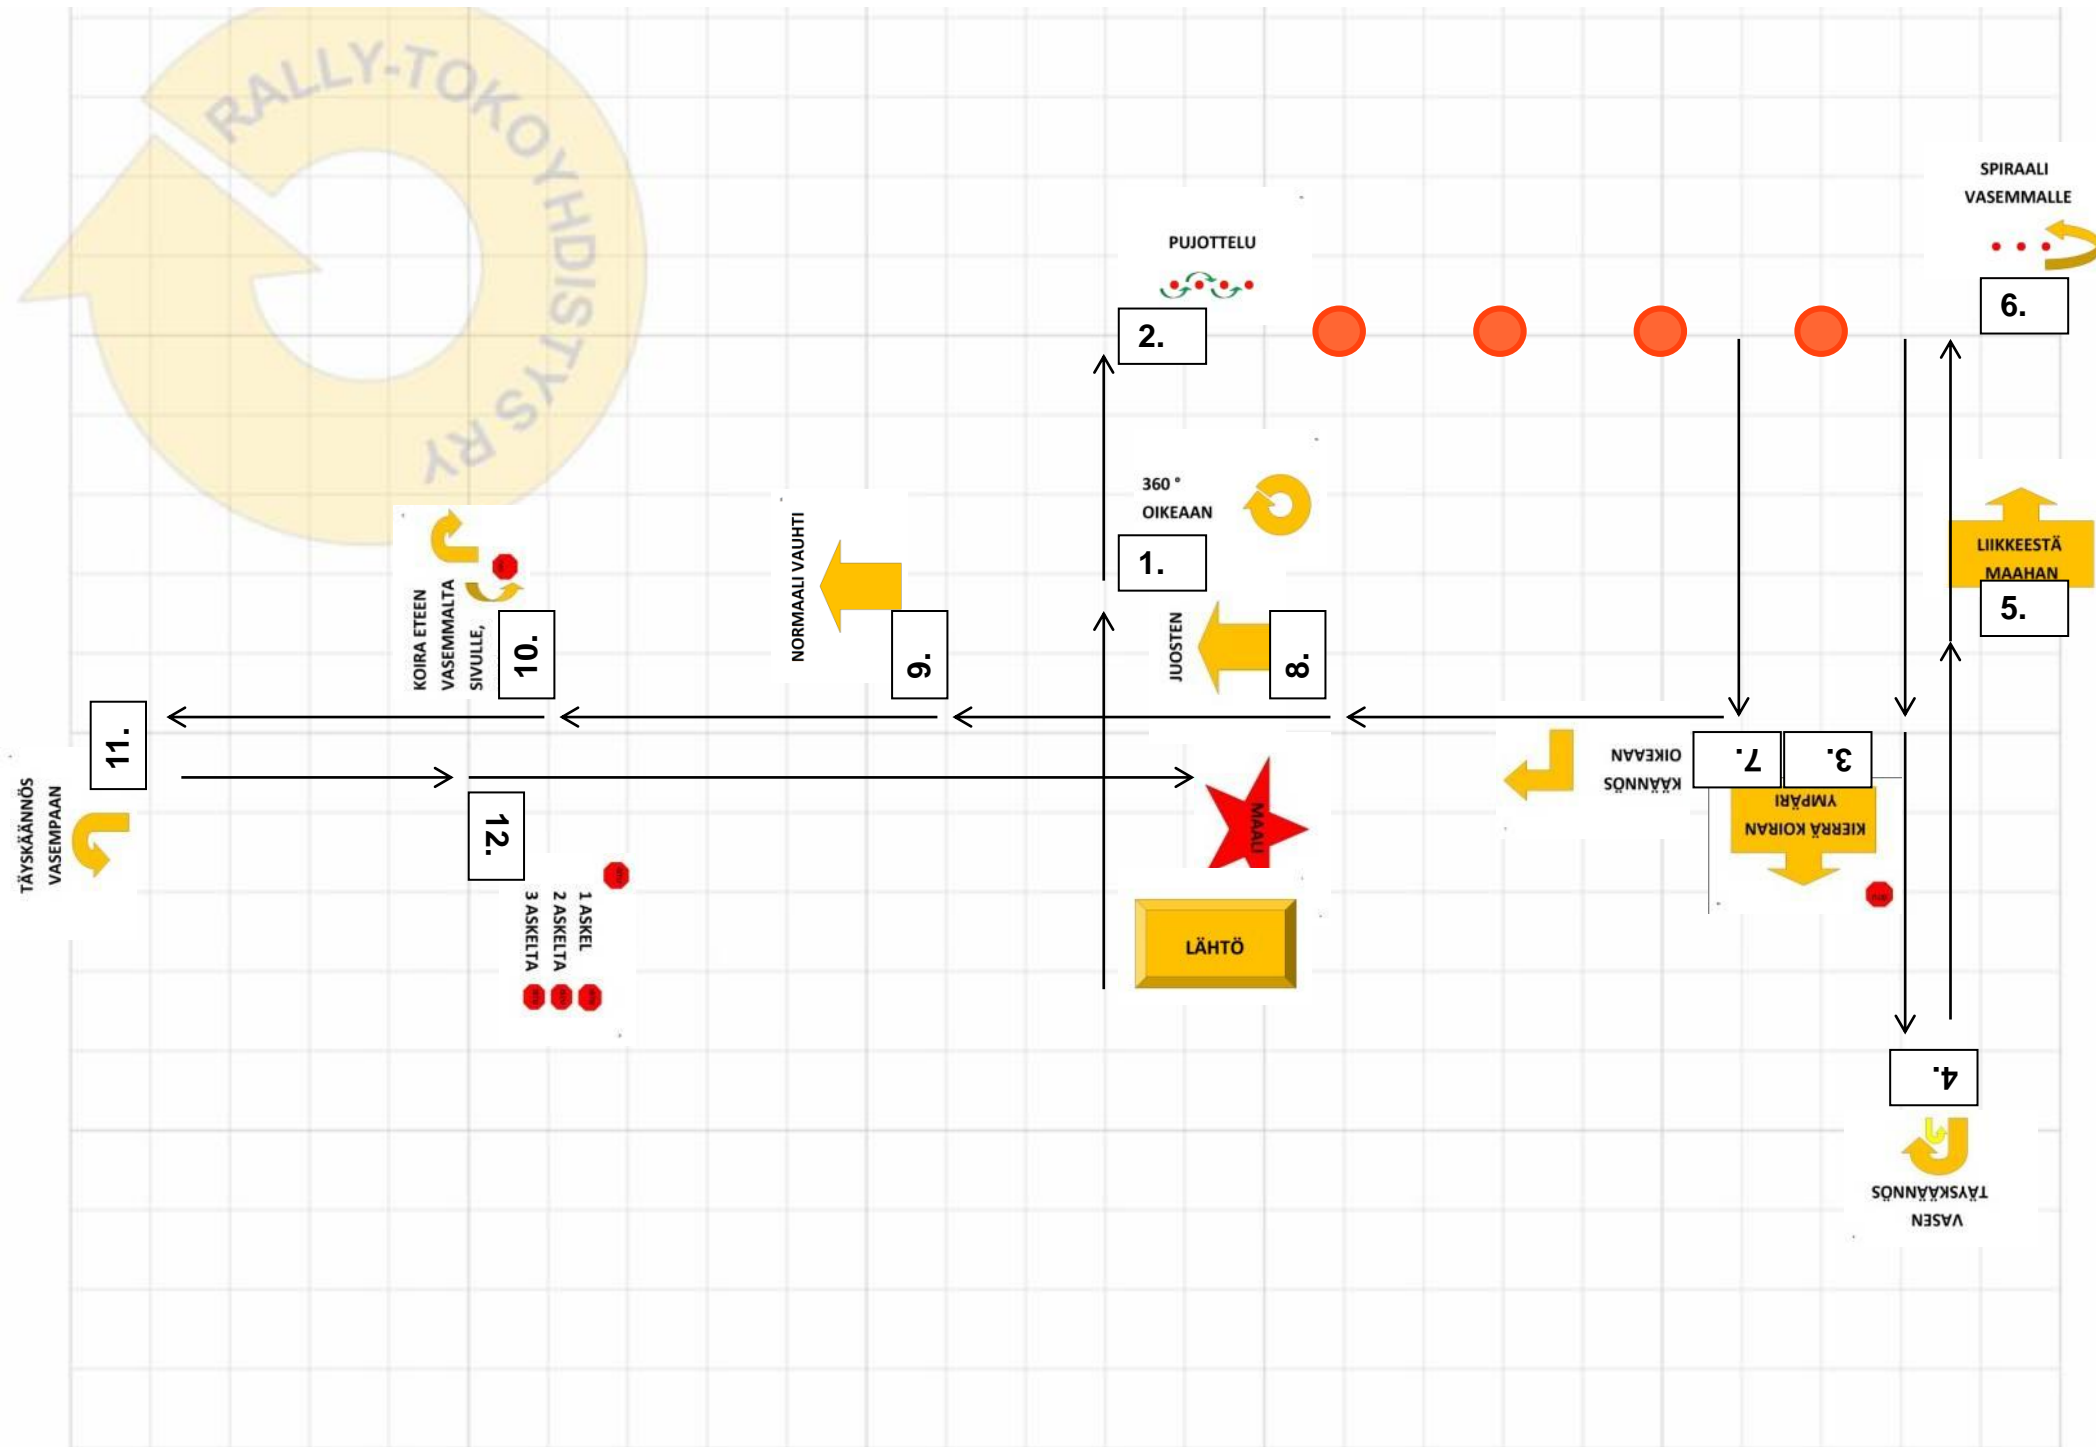 RALLY-TOKOYHDISTYS RY
SPIRAALI
VASEMMALLE
6.
PUJOTTELU
2.
360 °
OIKEAAN
1.
LIIKKEESTÄ
MAAHAN
5.
KOIRA ETEEN
VASEMMALTA
SIVULLE,
10.
NORMAALI VAUHTI
9.
JUOSTEN
8.
11.
TÄYSKÄÄNNÖS
VASEMPAAN
KÄÄNNÖS
OIKEAAN
7.
3.
KIERRÄ KOIRAN
YMPÄRI
12.
1 ASKEL
2 ASKELTA
3 ASKELTA
MAALI
LÄHTÖ
4.
VASEN
TÄYSKÄÄNNÖS